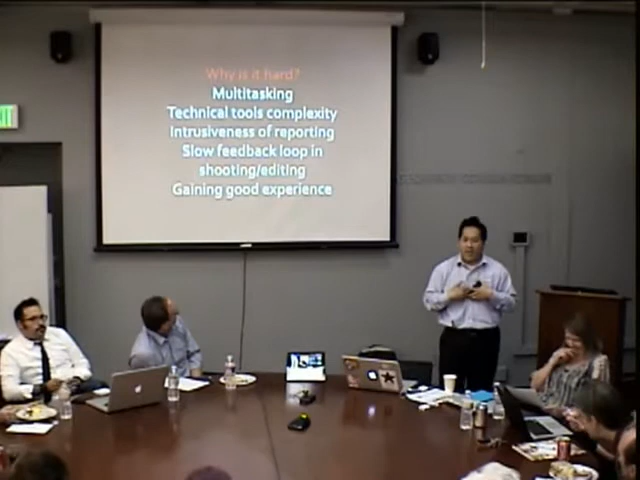 Why is it hard?
Multitasking
Technical tools complexity
Intrusiveness of reporting
Slow feedback loop in
shooting/editing
Gaining good experience